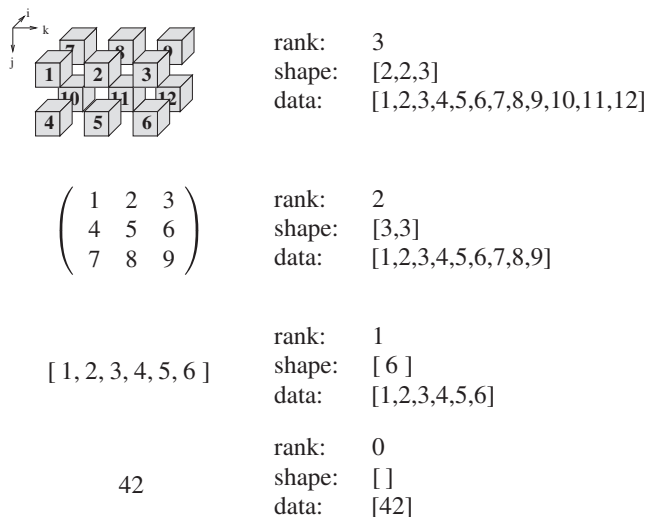 i
k
j
7 8 9
1 2 3
10 11 12
4 5 6
rank: 3
shape: [2,2,3]
data: [1,2,3,4,5,6,7,8,9,10,11,12]
1 2 3
4 5 6
7 8 9
rank: 2
shape: [3,3]
data: [1,2,3,4,5,6,7,8,9]
[ 1, 2, 3, 4, 5, 6 ]
rank: 1
shape: [ 6 ]
data: [1,2,3,4,5,6]
42
rank: 0
shape: [ ]
data: [42]